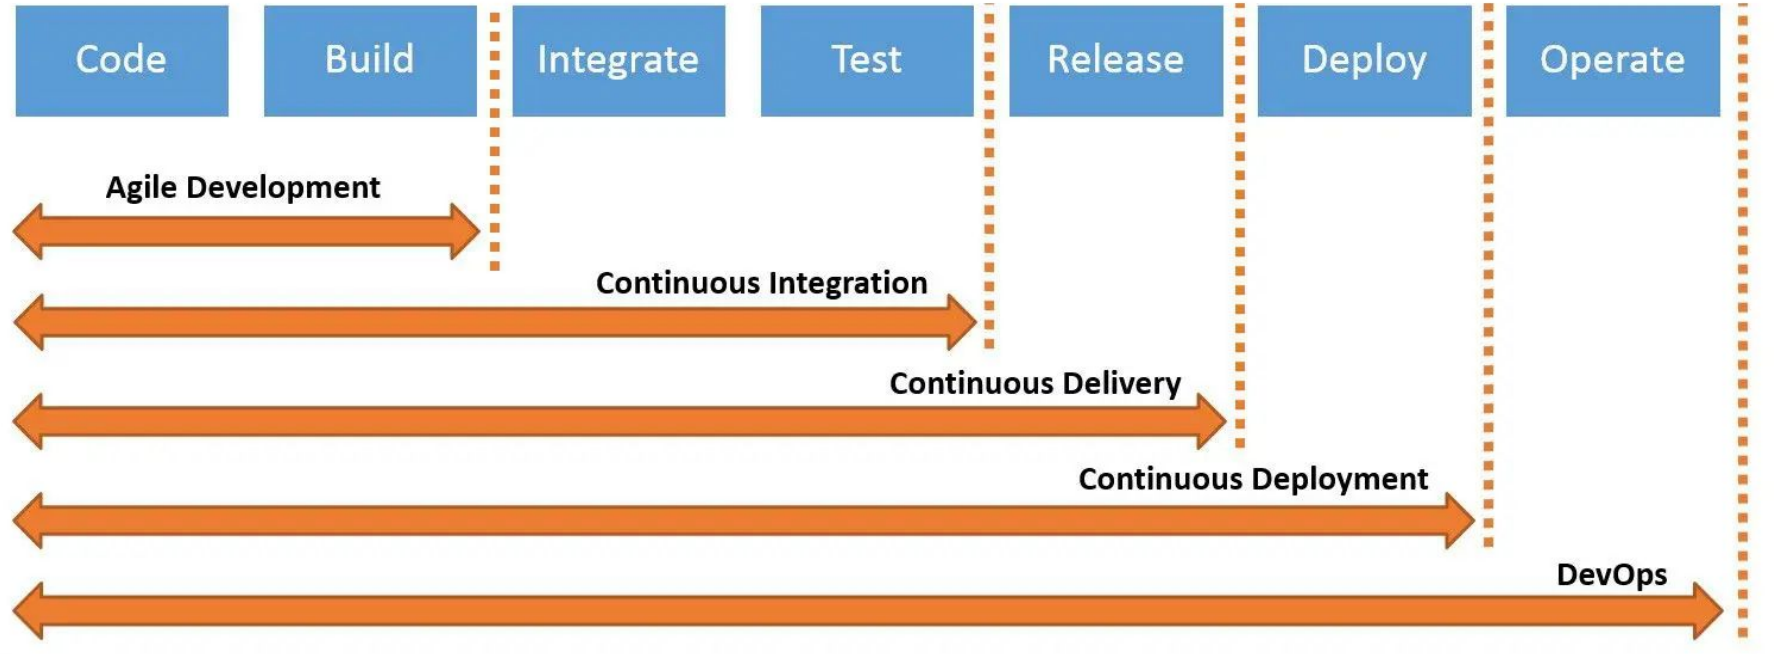 Code Build Integrate Test Release Deploy Operate
Agile Development
Continuous Integration
Continuous Delivery
Continuous Deployment
DevOps